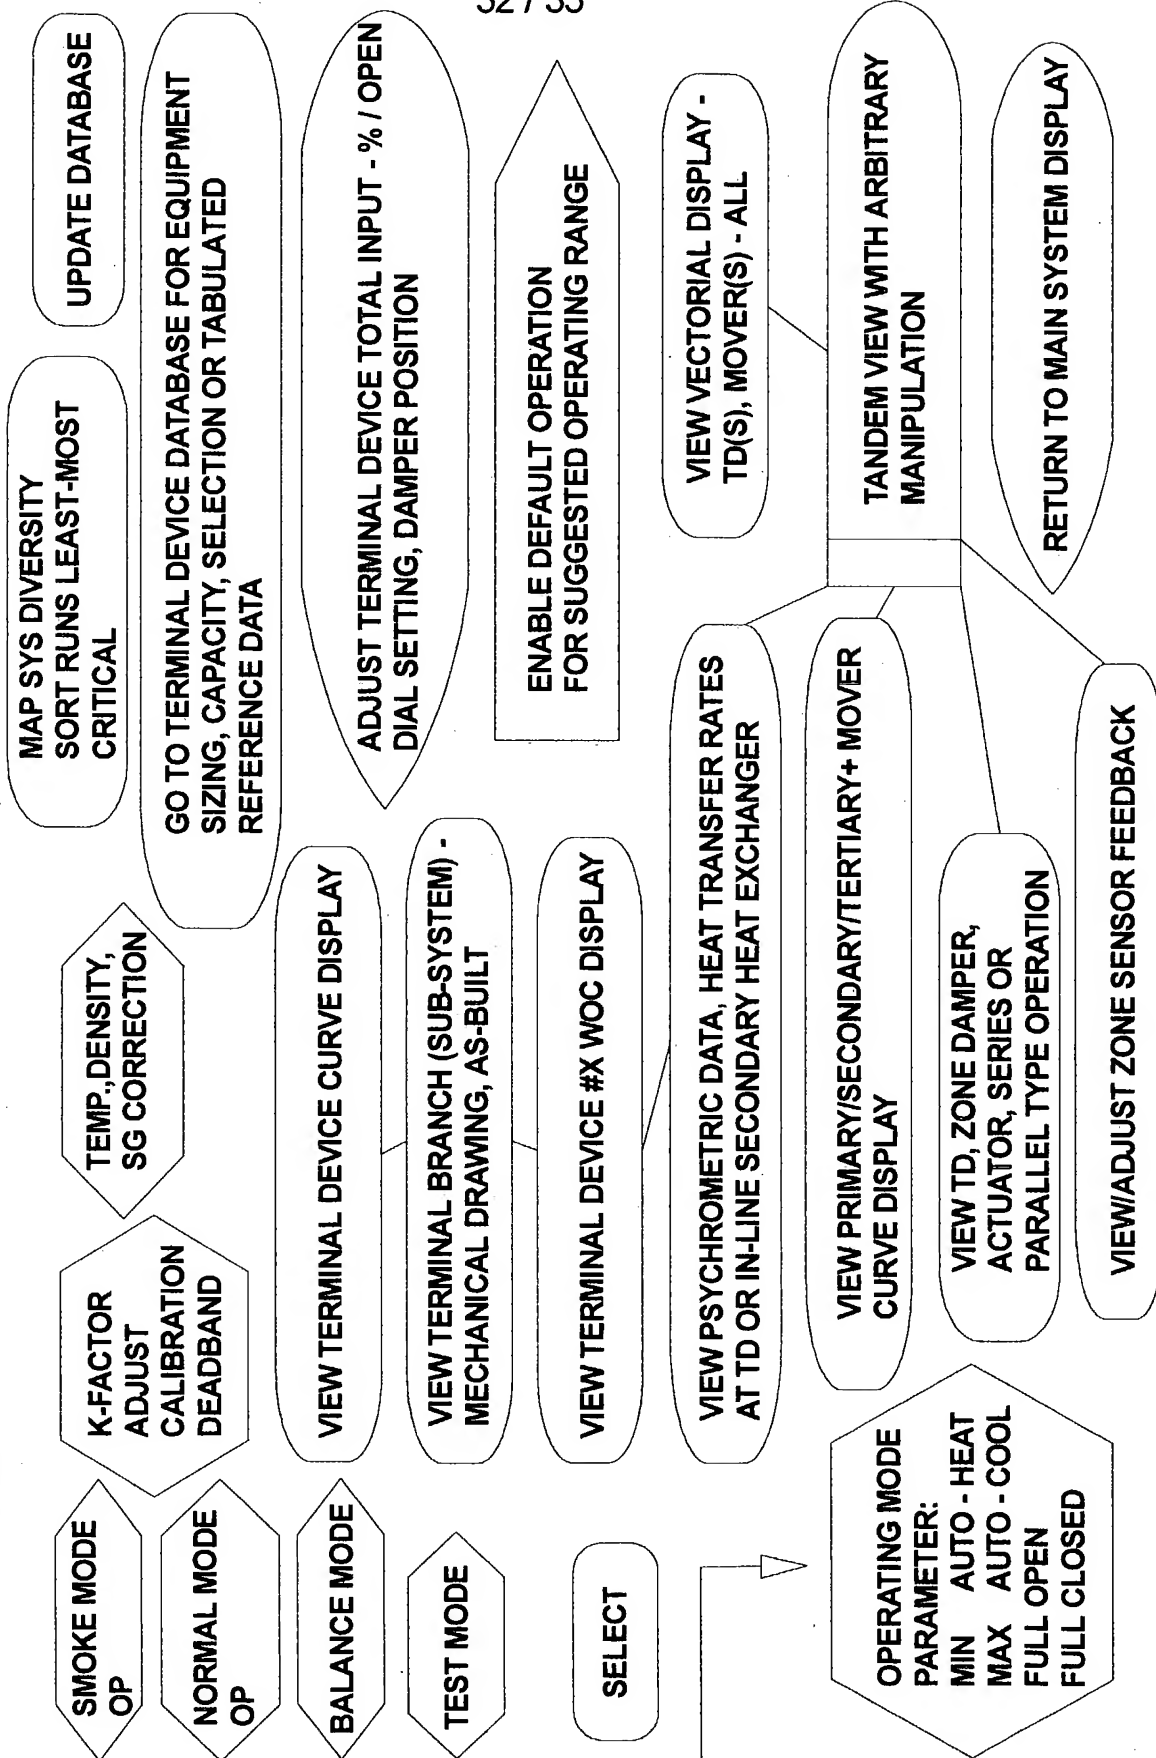 32 / 33
SMOKE MODE
OP
NORMAL MODE
OP
BALANCE MODE
TEST MODE
SELECT
OPERATING MODE
PARAMETER:
MIN AUTO - HEAT
MAX AUTO - COOL
FULL OPEN
FULL CLOSED
K-FACTOR
ADJUST
CALIBRATION
DEADBAND
TEMP.,DENSITY,
SG CORRECTION
MAP SYS DIVERSITY
SORT RUNS LEAST-MOST
CRITICAL
UPDATE DATABASE
GO TO TERMINAL DEVICE DATABASE FOR EQUIPMENT
SIZING, CAPACITY, SELECTION OR TABULATED
REFERENCE DATA
VIEW TERMINAL DEVICE CURVE DISPLAY
ADJUST TERMINAL DEVICE TOTAL INPUT - % / OPEN
DIAL SETTING, DAMPER POSITION
VIEW TERMINAL BRANCH (SUB-SYSTEM) -
MECHANICAL DRAWING, AS-BUILT
ENABLE DEFAULT OPERATION
FOR SUGGESTED OPERATING RANGE
VIEW TERMINAL DEVICE #X WOC DISPLAY
VIEW PSYCHROMETRIC DATA, HEAT TRANSFER RATES
AT TD OR IN-LINE SECONDARY HEAT EXCHANGER
VIEW VECTORIAL DISPLAY -
TD(S), MOVER(S) - ALL
VIEW PRIMARY/SECONDARY/TERTIARY+ MOVER
CURVE DISPLAY
TANDEM VIEW WITH ARBITRARY
MANIPULATION
VIEW TD, ZONE DAMPER,
ACTUATOR, SERIES OR
PARALLEL TYPE OPERATION
RETURN TO MAIN SYSTEM DISPLAY
VIEW/ADJUST ZONE SENSOR FEEDBACK